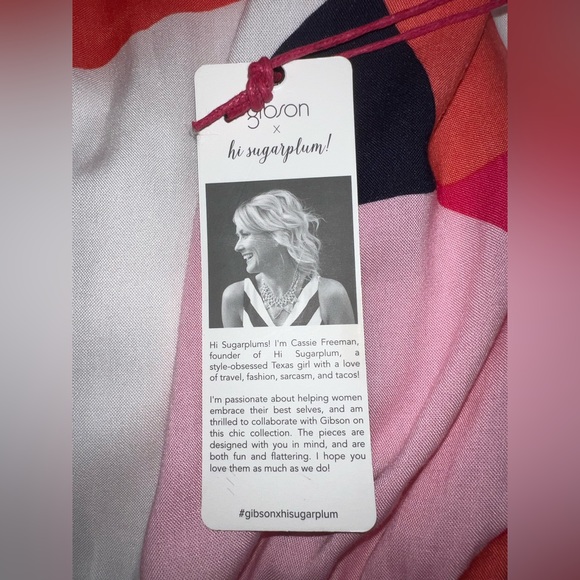 gibson
x
hi sugarplum!
Hi Sugarplums! I'm Cassie Freeman,
founder of Hi Sugarplum, a
style-obsessed Texas girl with a love
of travel, fashion, sarcasm, and tacos!
I'm passionate about helping women
embrace their best selves, and am
thrilled to collaborate with Gibson on
this chic collection. The pieces are
designed with you in mind, and are
both fun and flattering. I hope you
love them as much as we do!
#gibsonxhisugarplum